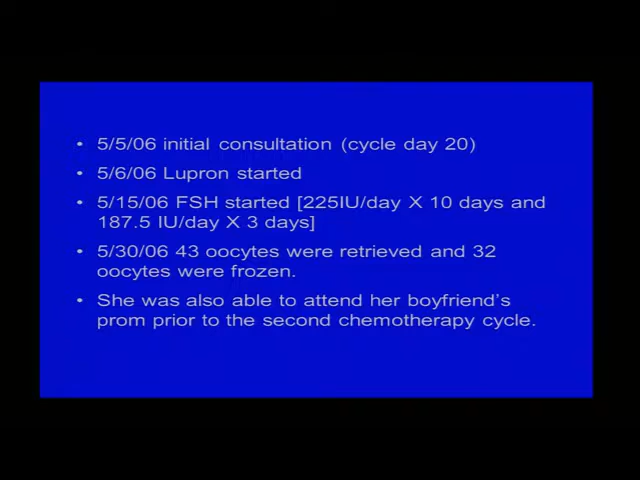 • 5/5/06 initial consultation (cycle day 20)
• 5/6/06 Lupron started
• 5/15/06 FSH started [225IU/day X 10 days and
187.5 IU/day X 3 days]
• 5/30/06 43 oocytes were retrieved and 32
oocytes were frozen.
• She was also able to attend her boyfriend's
prom prior to the second chemotherapy cycle.